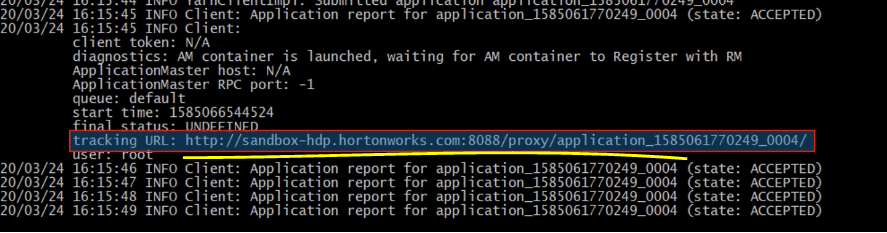 20/03/24 16:15:44 INFO YarnClientImpl: Submitted application application_1585061770249_0004
20/03/24 16:15:45 INFO Client: Application report for application_1585061770249_0004 (state: ACCEPTED)
20/03/24 16:15:45 INFO Client:
client token: N/A
diagnostics: AM container is launched, waiting for AM container to Register with RM
ApplicationMaster host: N/A
ApplicationMaster RPC port: -1
queue: default
start time: 1585066544524
final status: UNDEFINED
tracking URL: http://sandbox-hdp.hortonworks.com:8088/proxy/application_1585061770249_0004/
user: root
20/03/24 16:15:46 INFO Client: Application report for application_1585061770249_0004 (state: ACCEPTED)
20/03/24 16:15:47 INFO Client: Application report for application_1585061770249_0004 (state: ACCEPTED)
20/03/24 16:15:48 INFO Client: Application report for application_1585061770249_0004 (state: ACCEPTED)
20/03/24 16:15:49 INFO Client: Application report for application_1585061770249_0004 (state: ACCEPTED)